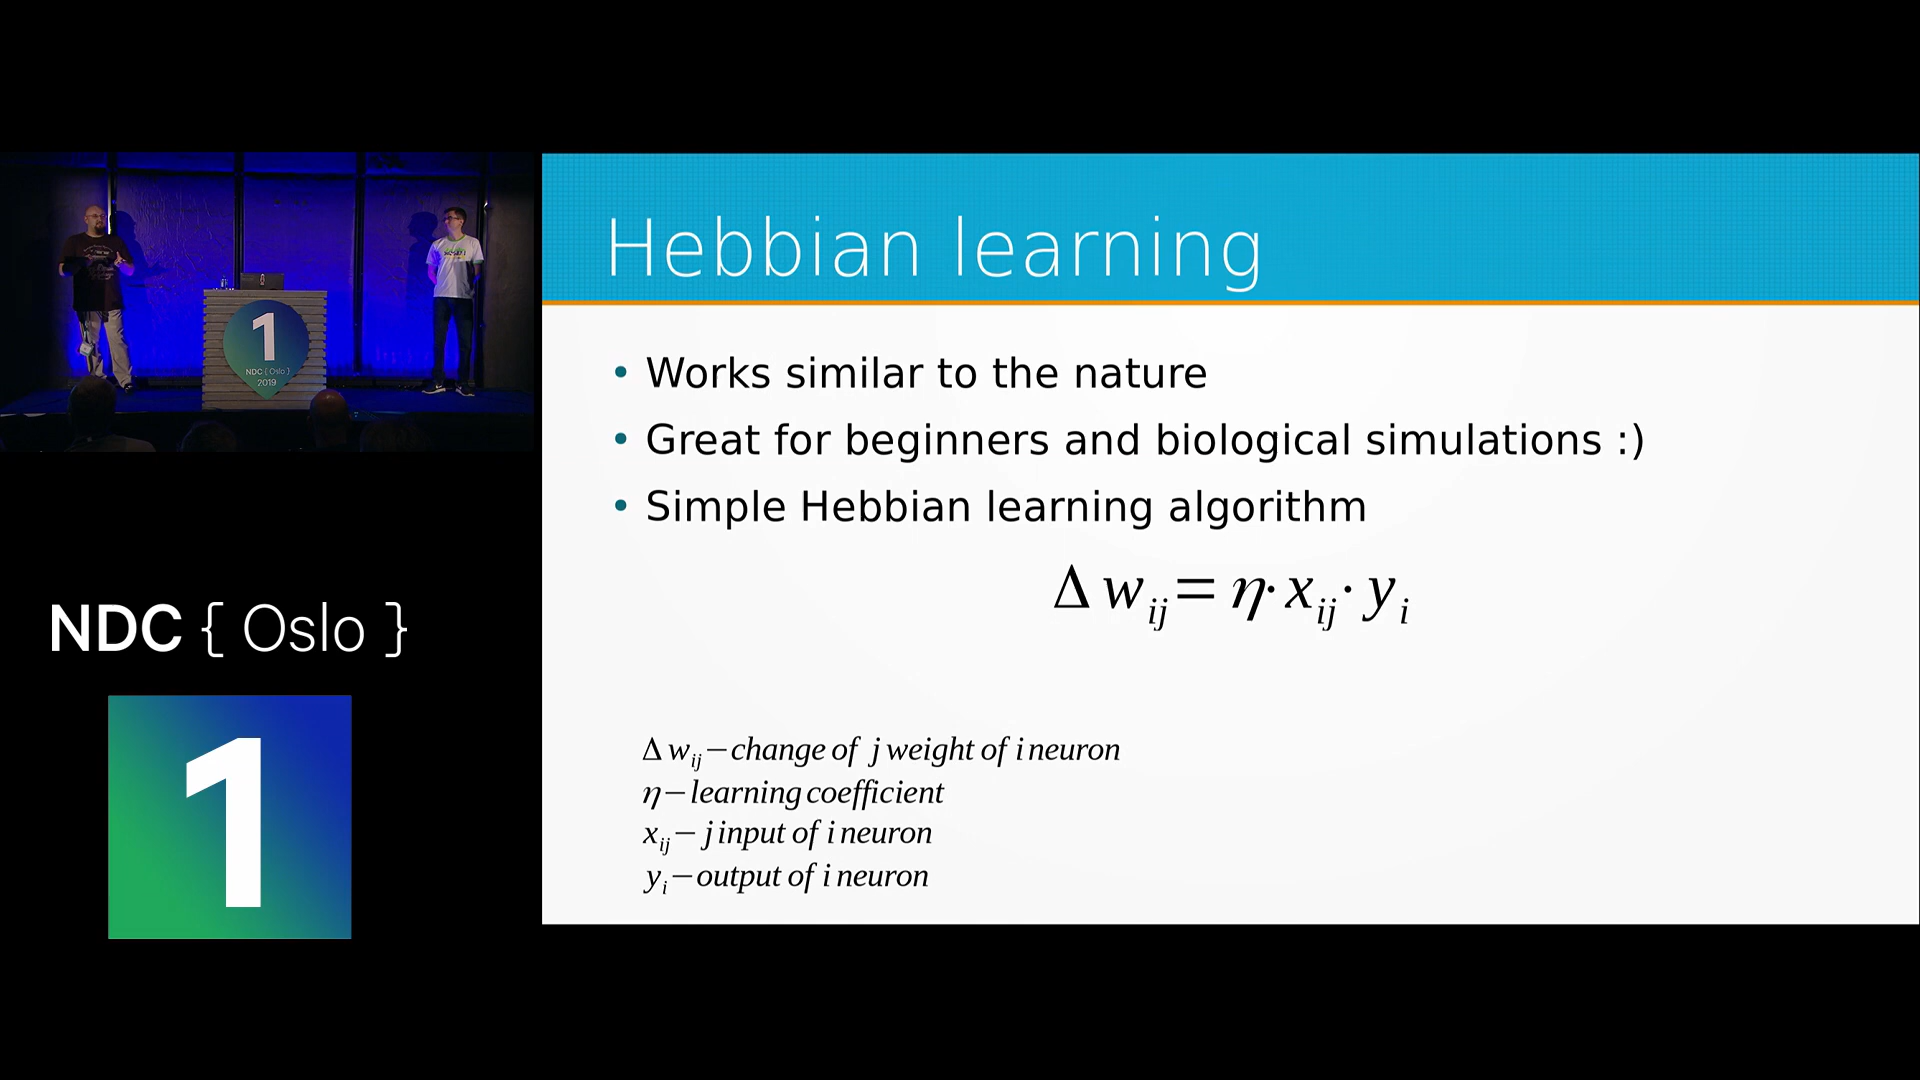 1
NDC { Oslo }
2019
NDC { Oslo }
1
Hebbian learning
• Works similar to the nature
• Great for beginners and biological simulations :)
• Simple Hebbian learning algorithm
Δ w_ij = η · x_ij · y_i
Δ w_ij – change of j weight of i neuron
η – learning coefficient
x_ij – j input of i neuron
y_i – output of i neuron